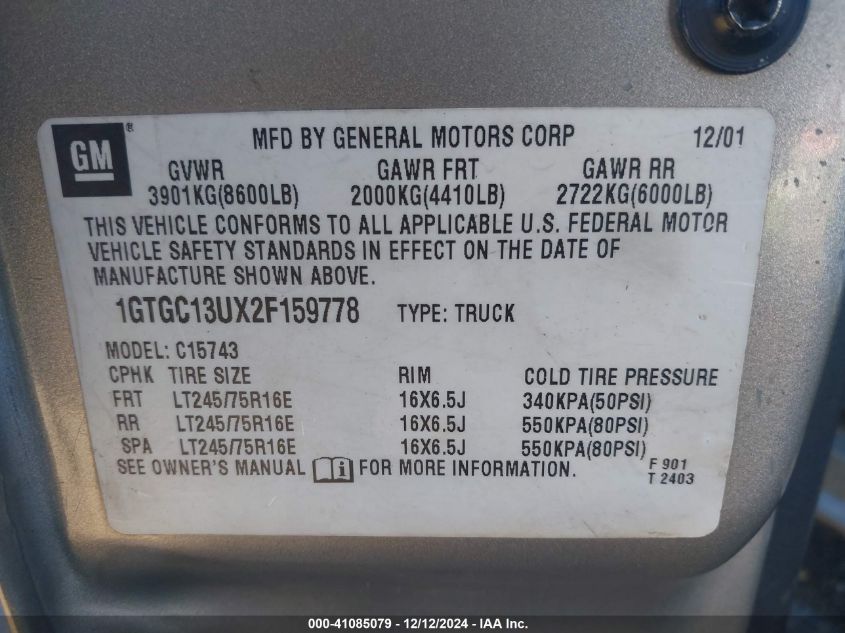 GM ® MFD BY GENERAL MOTORS CORP 12/01
GVWR GAWR FRT GAWR RR
3901KG(8600LB) 2000KG(4410LB) 2722KG(6000LB)
THIS VEHICLE CONFORMS TO ALL APPLICABLE U.S. FEDERAL MOTOR
VEHICLE SAFETY STANDARDS IN EFFECT ON THE DATE OF
MANUFACTURE SHOWN ABOVE.
1GTGC13UX2F159778 TYPE: TRUCK
MODEL: C15743
CPHK TIRE SIZE RIM COLD TIRE PRESSURE
FRT LT245/75R16E 16X6.5J 340KPA(50PSI)
RR LT245/75R16E 16X6.5J 550KPA(80PSI)
SPA LT245/75R16E 16X6.5J 550KPA(80PSI)
SEE OWNER'S MANUAL i FOR MORE INFORMATION. F 901
T 2403
000-41085079 - 12/12/2024 - IAA Inc.